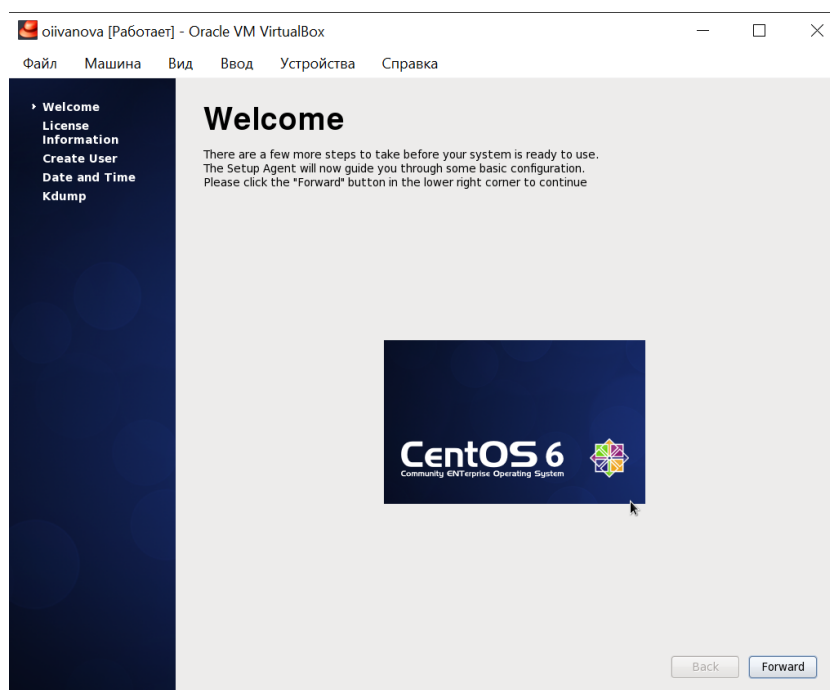 oiivanova [Работает] - Oracle VM VirtualBox
Файл Машина Вид Ввод Устройства Справка
Welcome
License
Information
Create User
Date and Time
Kdump
Welcome
There are a few more steps to take before your system is ready to use.
The Setup Agent will now guide you through some basic configuration.
Please click the "Forward" button in the lower right corner to continue
CentOS 6
Community ENTerprise Operating System
Back Forward